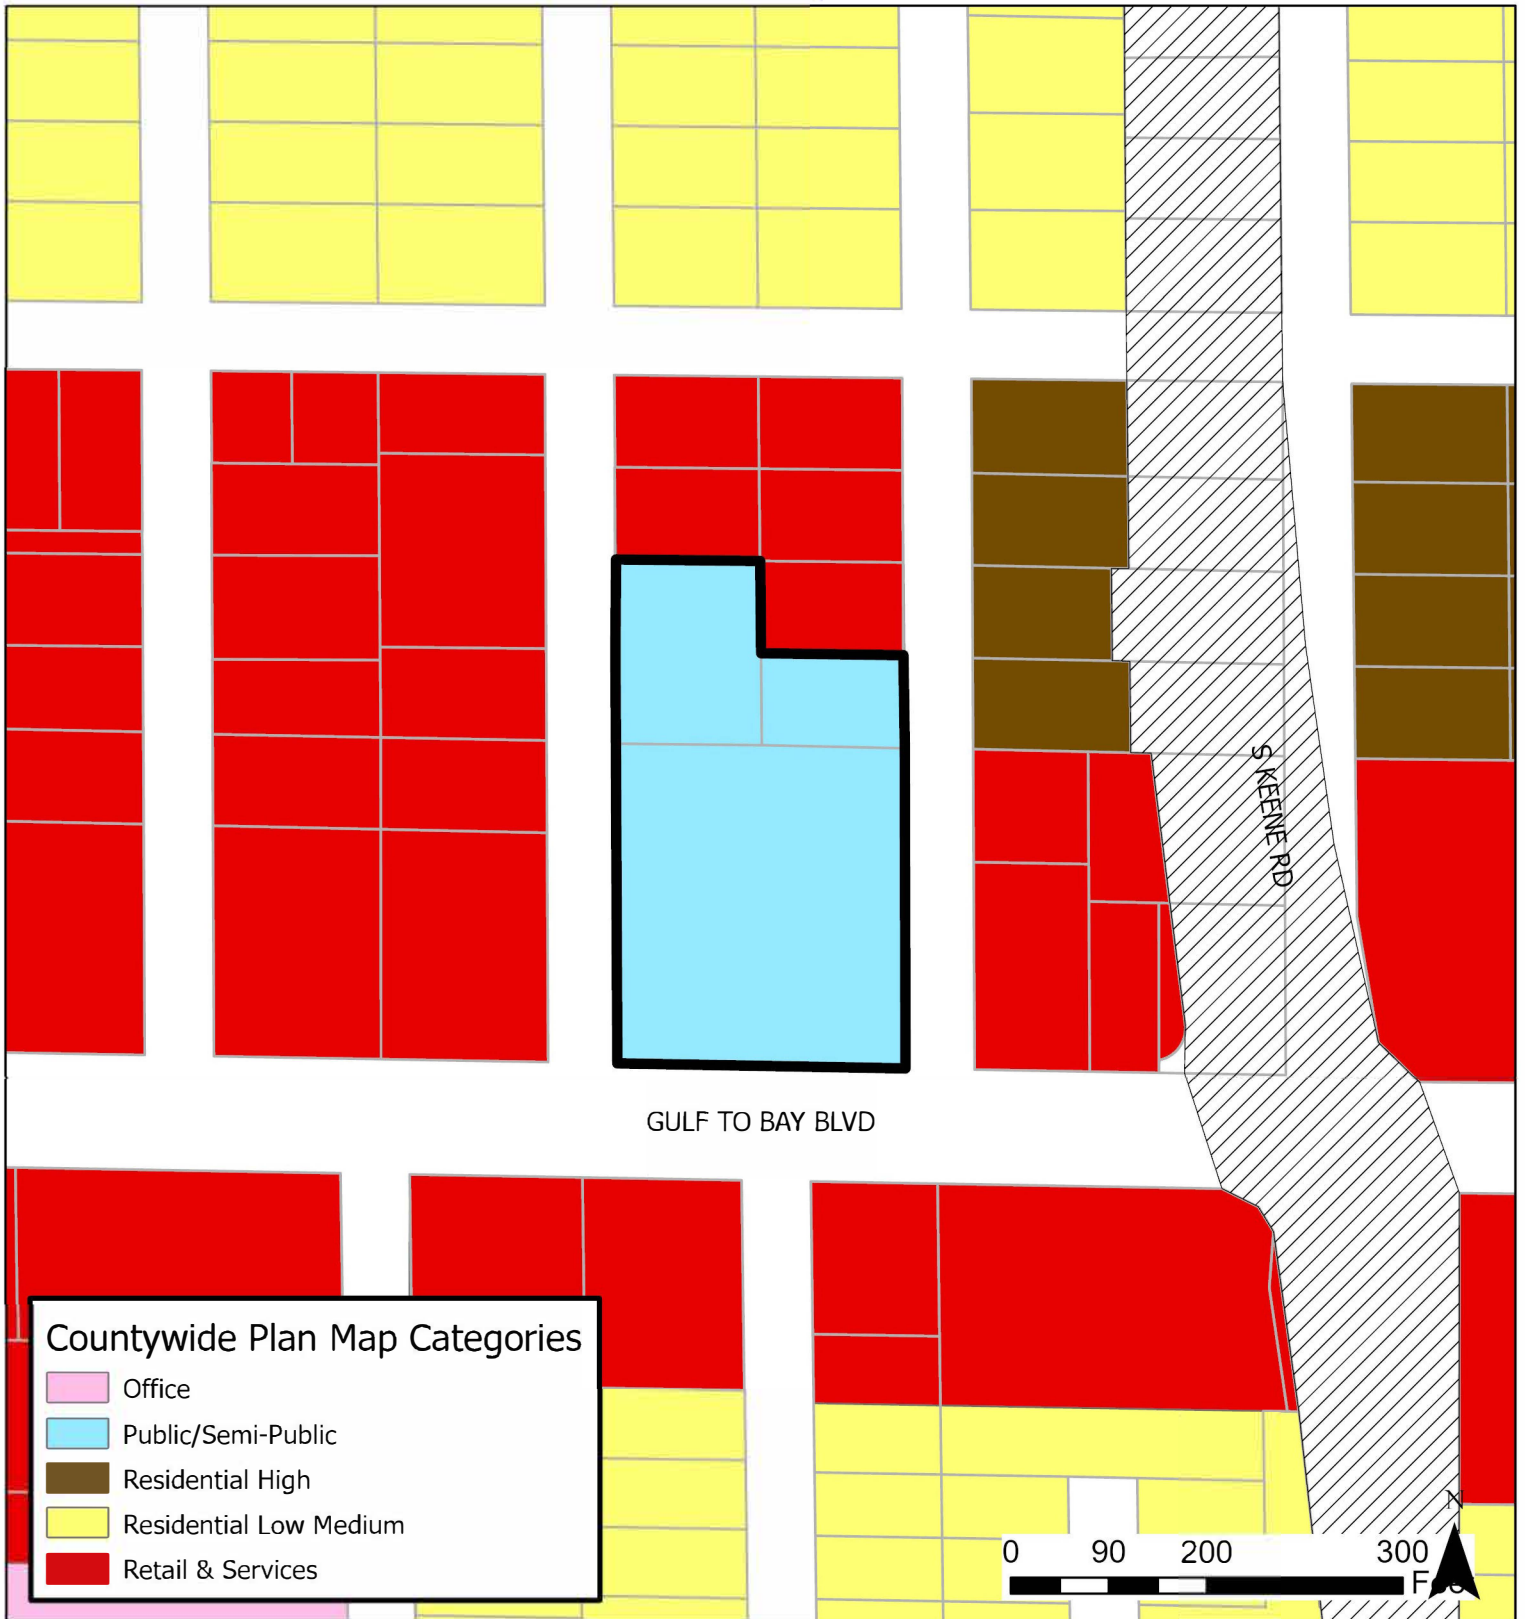 S KEENE RD
GULF TO BAY BLVD
Countywide Plan Map Categories
Office
Public/Semi-Public
Residential High
Residential Low Medium
Retail & Services
N
0 90 200 300